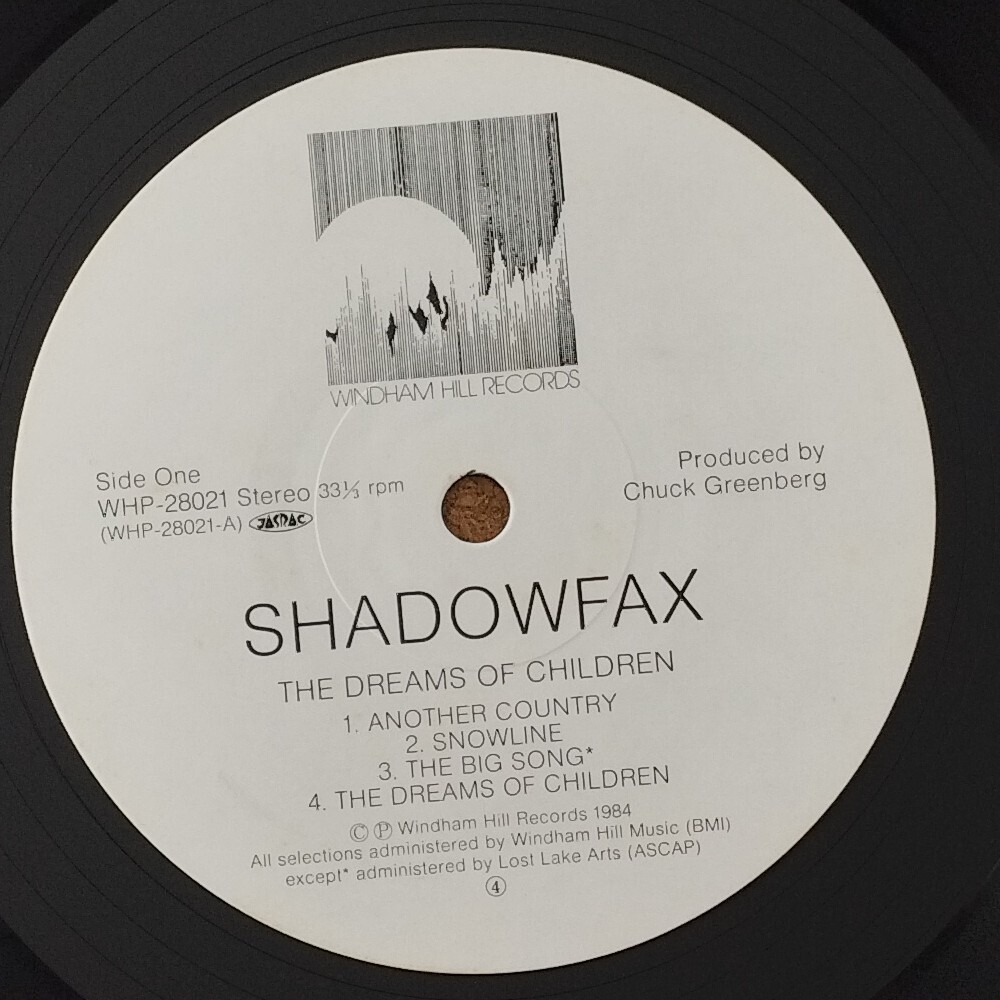 WINDHAM HILL RECORDS
Side One
WHP-28021 Stereo 33⅓ rpm
(WHP-28021-A) JASRAC
Produced by
Chuck Greenberg
SHADOWFAX
THE DREAMS OF CHILDREN
1. ANOTHER COUNTRY
2. SNOWLINE
3. THE BIG SONG*
4. THE DREAMS OF CHILDREN
Ⓒ Ⓟ Windham Hill Records 1984
All selections administered by Windham Hill Music (BMI)
except* administered by Lost Lake Arts (ASCAP)
④